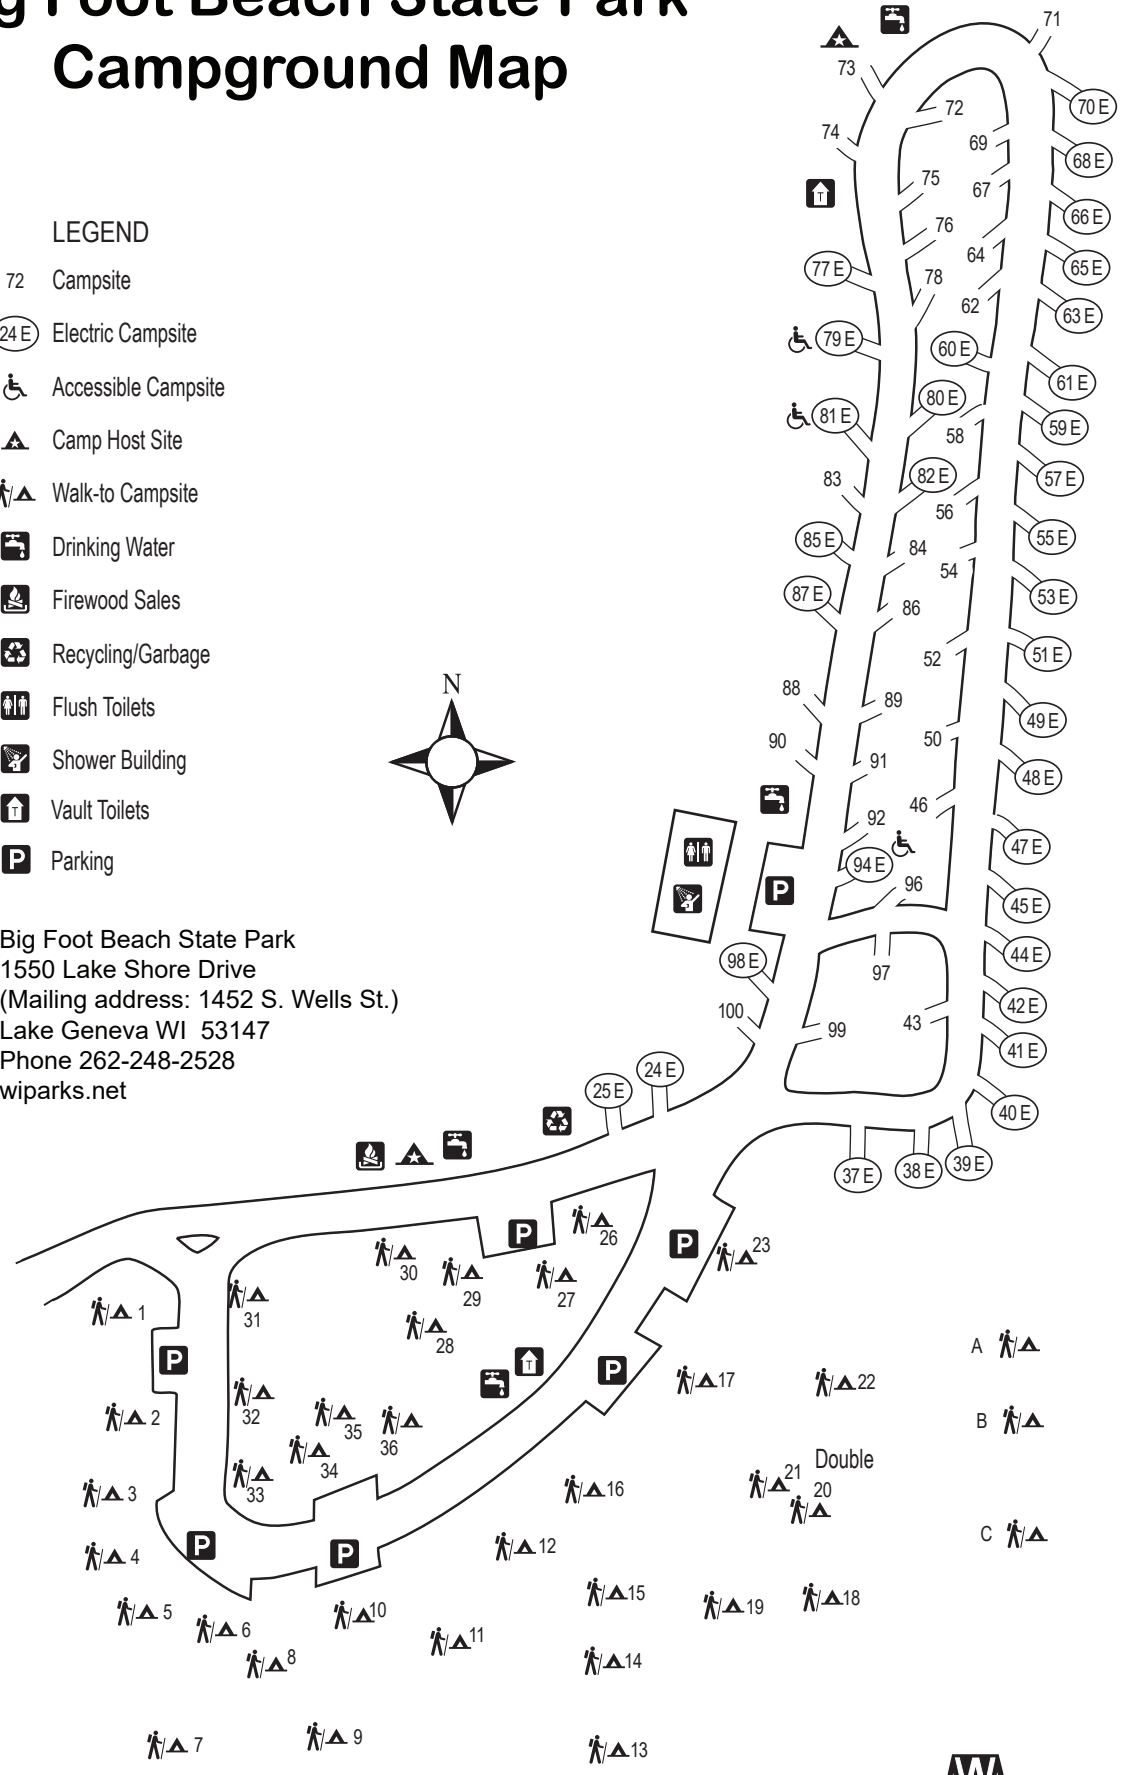 g Foot Beach State Park
Campground Map
LEGEND
72 Campsite
24 E Electric Campsite
Accessible Campsite
Camp Host Site
Walk-to Campsite
Drinking Water
Firewood Sales
Recycling/Garbage
Flush Toilets
Shower Building
T Vault Toilets
P Parking
N
Big Foot Beach State Park
1550 Lake Shore Drive
(Mailing address: 1452 S. Wells St.)
Lake Geneva WI 53147
Phone 262-248-2528
wiparks.net
71
73
70 E
72
74
69
68 E
T
75
67
66 E
76
64
65 E
77 E
78
62
63 E
79 E
60 E
61 E
80 E
81 E
58
59 E
83
82 E
57 E
56
85 E
84
55 E
54
87 E
86
53 E
52
51 E
88
89
49 E
90
50
91
48 E
46
92
47 E
94 E
P
96
45 E
98 E
97
44 E
100
99
43
42 E
41 E
25 E
24 E
40 E
37 E
38 E
39 E
P
26
P
23
30
29
27
1
31
28
A
P
T
P
17
22
2
32
35
36
B
34
Double
3
33
16
21
20
P
P
12
C
4
5
6
10
15
19
18
8
11
14
7
9
13
W